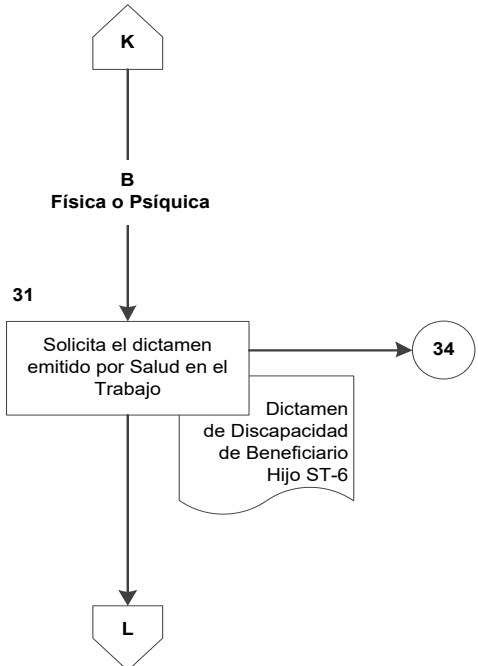 K
B
Física o Psíquica
31
Solicita el dictamen
emitido por Salud en el
Trabajo
34
Dictamen
de Discapacidad
de Beneficiario
Hijo ST-6
L